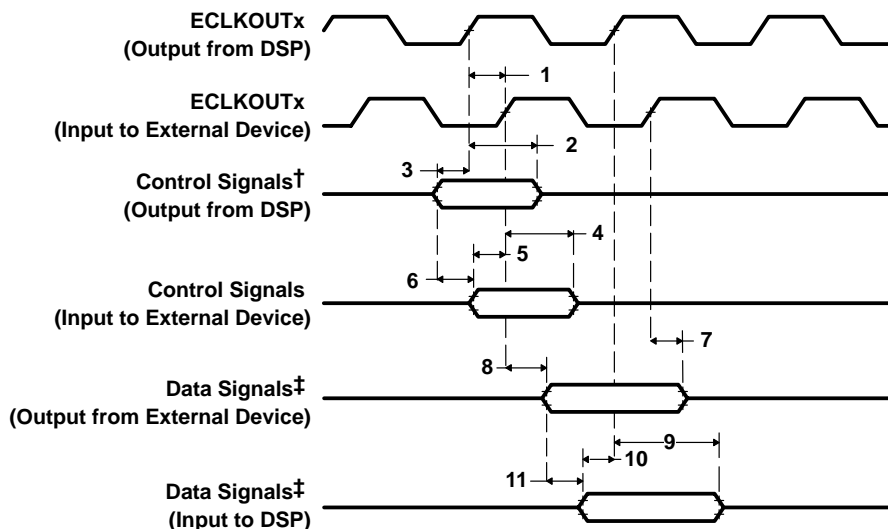 ECLKOUTx
(Output from DSP)
1
ECLKOUTx
(Input to External Device)
2
3
Control Signals†
(Output from DSP)
4
5
6
Control Signals
(Input to External Device)
7
8
Data Signals‡
(Output from External Device)
9
10
11
Data Signals‡
(Input to DSP)